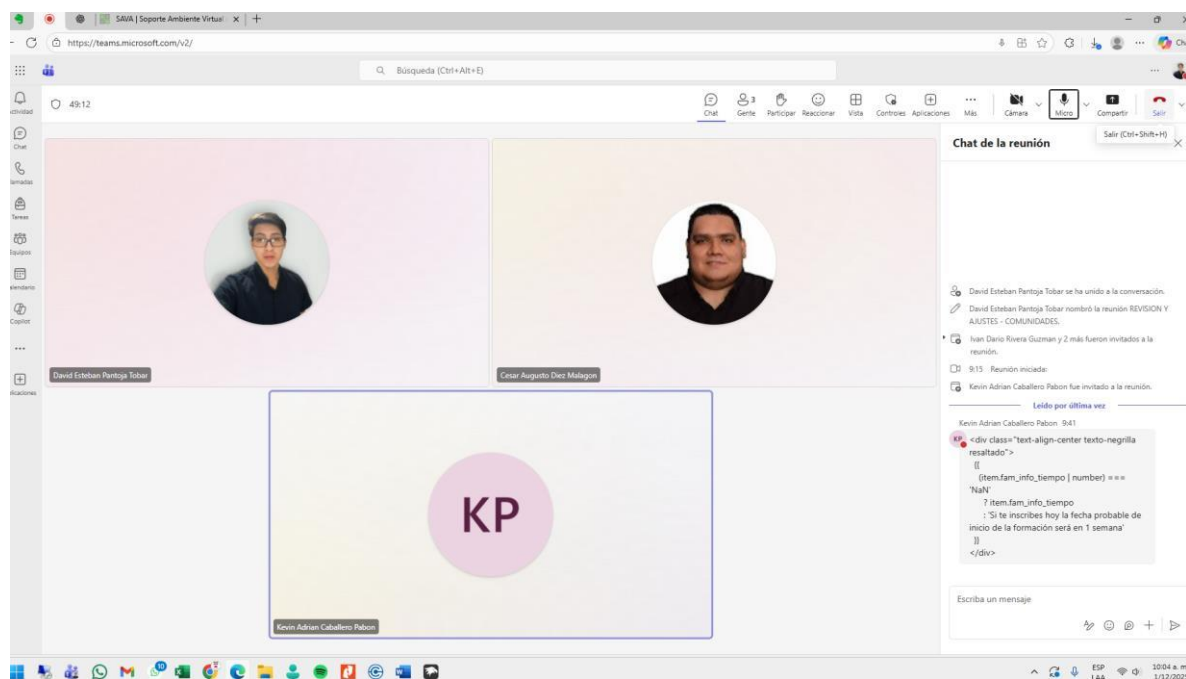 SAVA | Soporte Ambiente Virtual
https://teams.microsoft.com/v2/
Búsqueda (Ctrl+Alt+E)
49:12
Chat
Gente
3
Participar
Reaccionar
Vista
Controles
Aplicaciones
Más
Cámara
Micro
Compartir
Salir
Salir (Ctrl+Shift+H)
Chat
Tareas
Copilot
David Esteban Pantoja Tobar
Cesar Augusto Diez Malagon
KP
Kevin Adrian Caballero Pabon
Chat de la reunión
David Esteban Pantoja Tobar se ha unido a la conversación.
David Esteban Pantoja Tobar nombró la reunión REVISION Y
AJUSTES - COMUNIDADES.
Ivan Dario Rivera Guzman y 2 más fueron invitados a la
reunión.
9:15 Reunión iniciada:
Kevin Adrian Caballero Pabon fue invitado a la reunión.
Leído por última vez
Kevin Adrian Caballero Pabon 9:41
KP
<div class="text-align-center texto-negrilla
resaltado">
{{
(item.fam_info_tiempo | number) ===
'NaN'
? item.fam_info_tiempo
: 'Si te inscribes hoy la fecha probable de
inicio de la formación será en 1 semana'
}}
</div>
Escriba un mensaje
ESP
LAA
10:04 a. m.